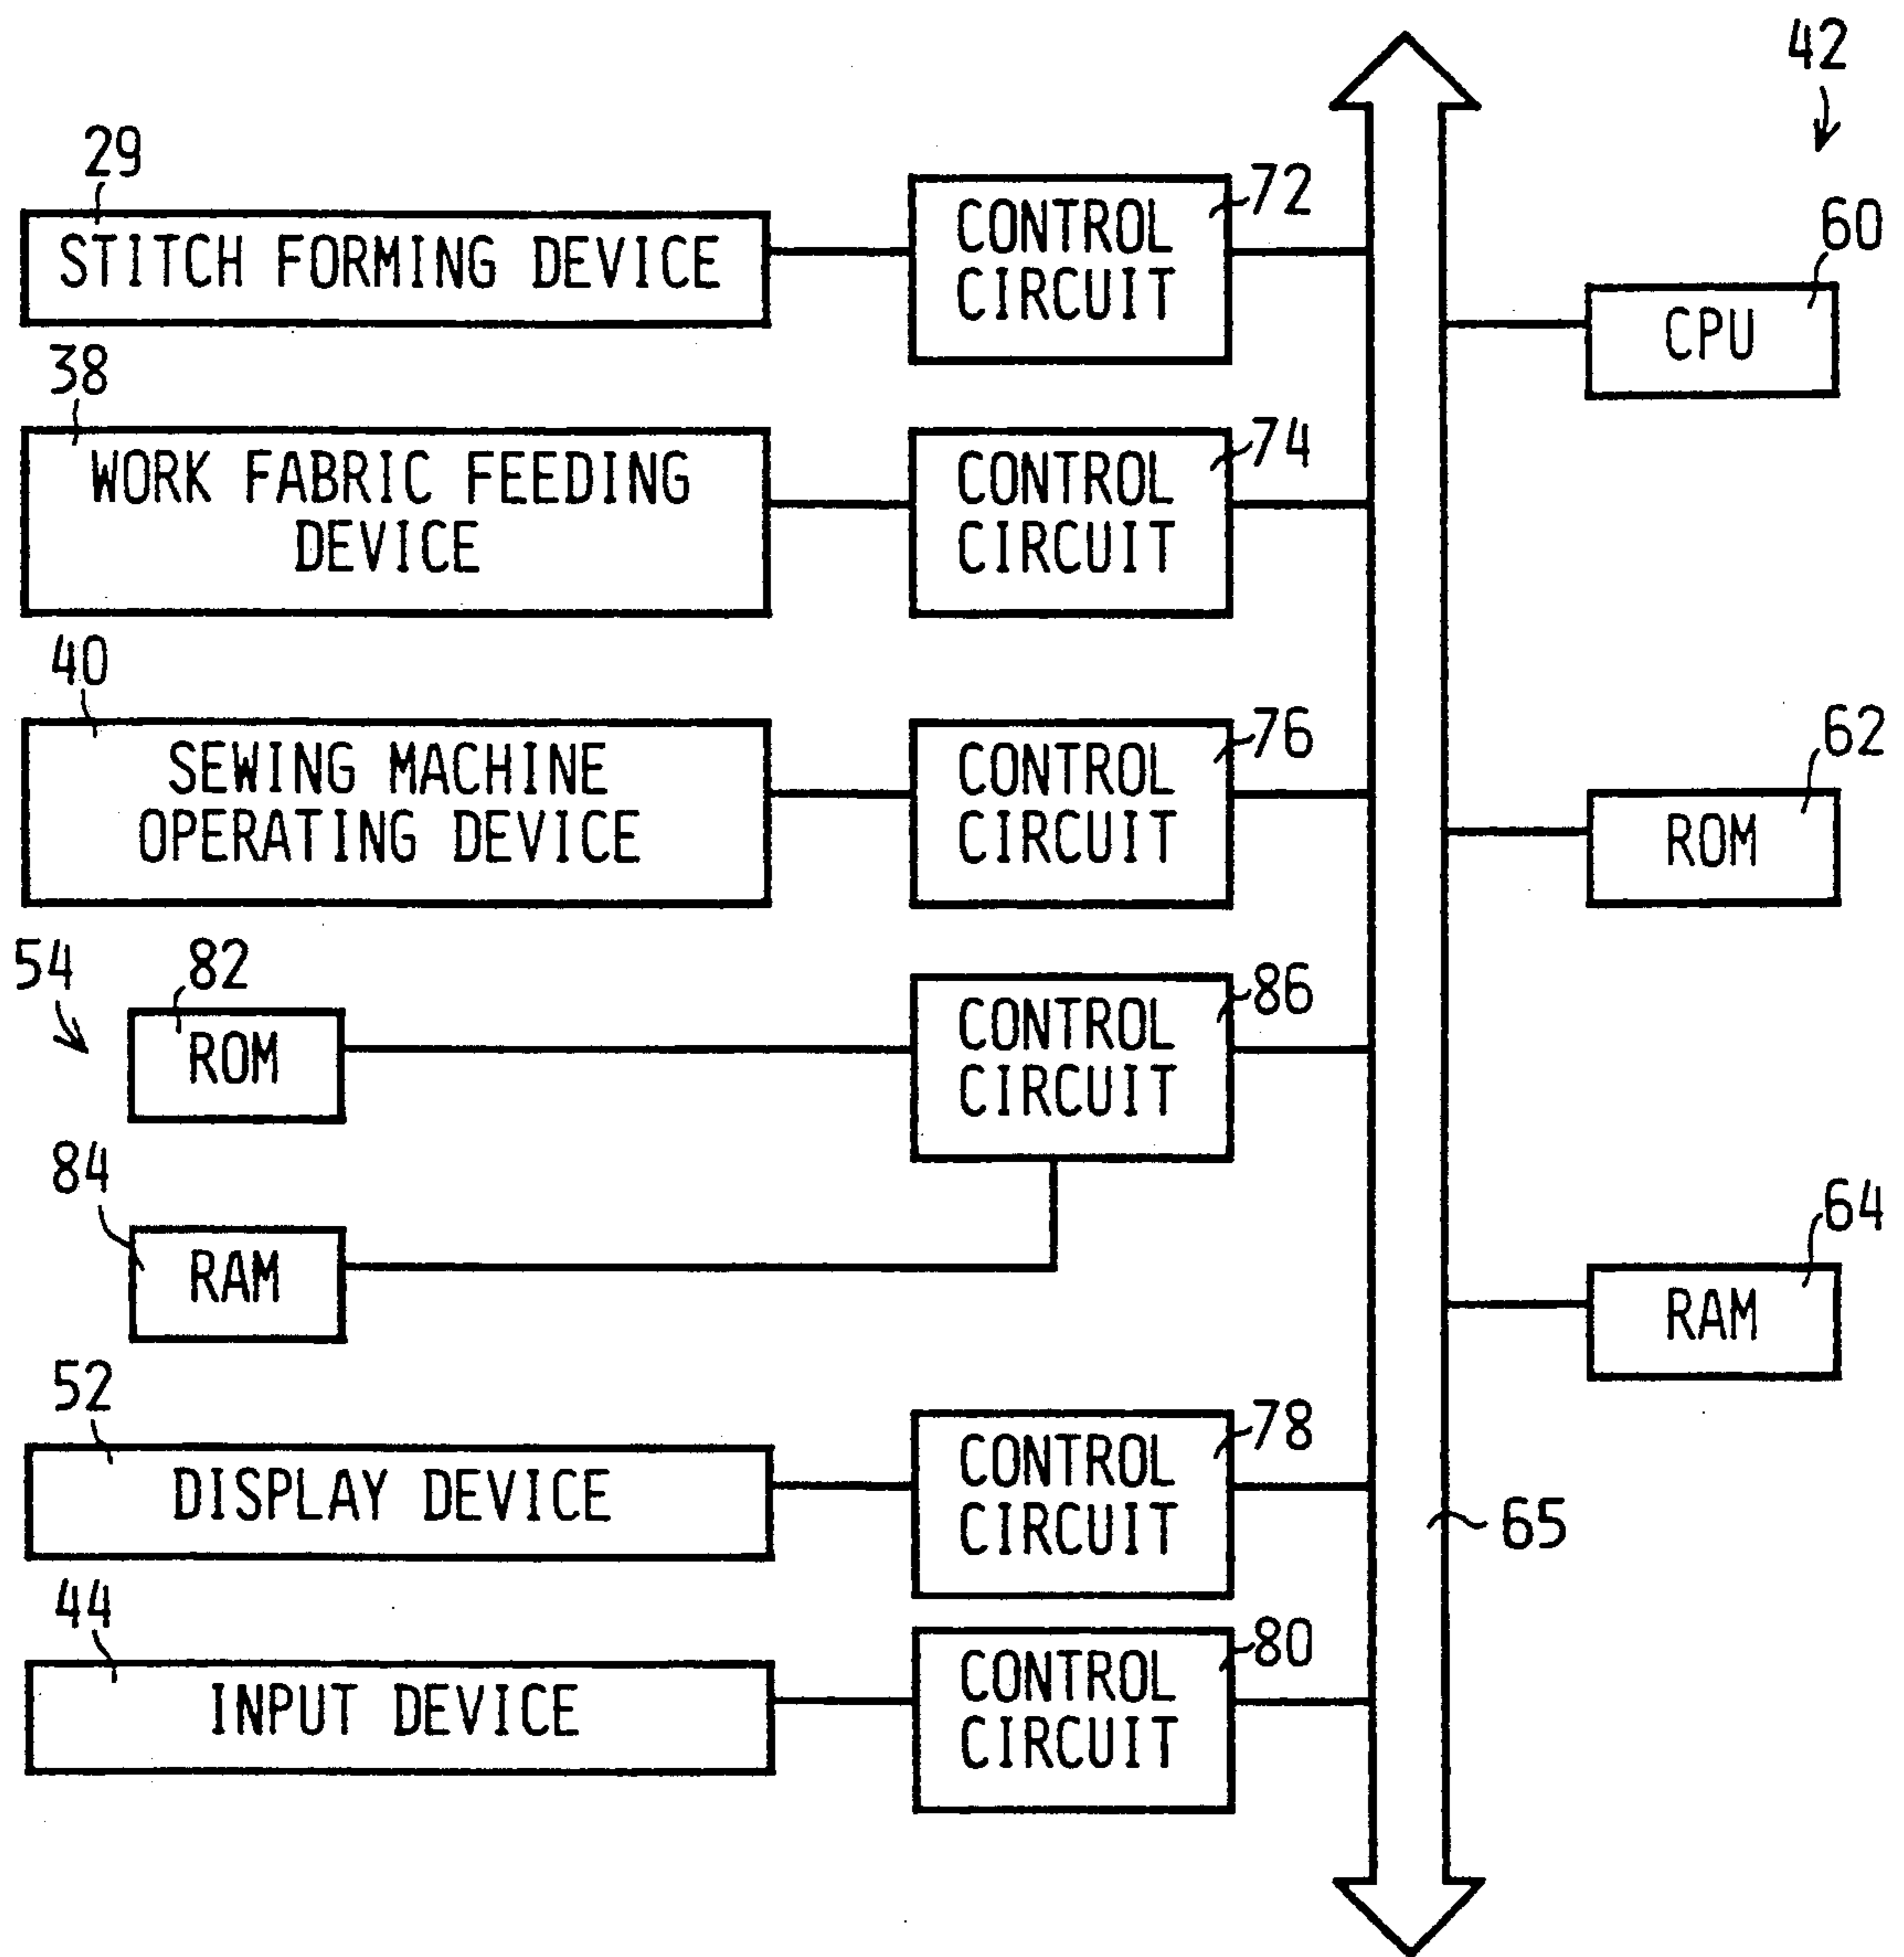 42
29
STITCH FORMING DEVICE
CONTROL
CIRCUIT
72
60
CPU
38
WORK FABRIC FEEDING
DEVICE
CONTROL
CIRCUIT
74
40
SEWING MACHINE
OPERATING DEVICE
CONTROL
CIRCUIT
76
62
ROM
54
82
ROM
CONTROL
CIRCUIT
86
84
RAM
64
RAM
52
DISPLAY DEVICE
CONTROL
CIRCUIT
78
65
44
INPUT DEVICE
CONTROL
CIRCUIT
80